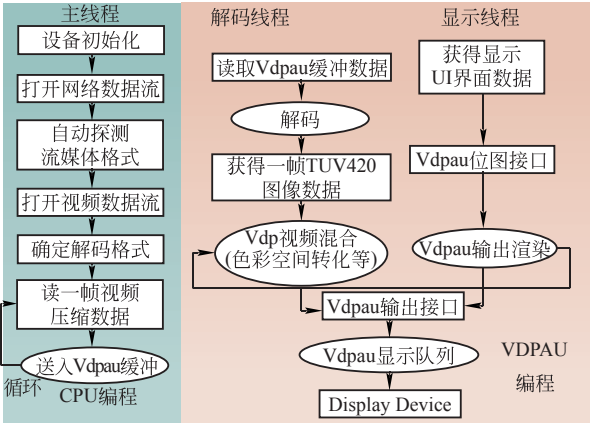 主线程
设备初始化
打开网络数据流
自动探测
流媒体格式
打开视频数据流
确定解码格式
读一帧视频
压缩数据
送入Vdpau缓冲
循环
CPU编程
解码线程
读取Vdpau缓冲数据
解码
获得一帧TUV420
图像数据
Vdp视频混合
(色彩空间转化等)
显示线程
获得显示
UI界面数据
Vdpau位图接口
Vdpau输出渲染
Vdpau输出接口
Vdpau显示队列
Display Device
VDPAU
编程